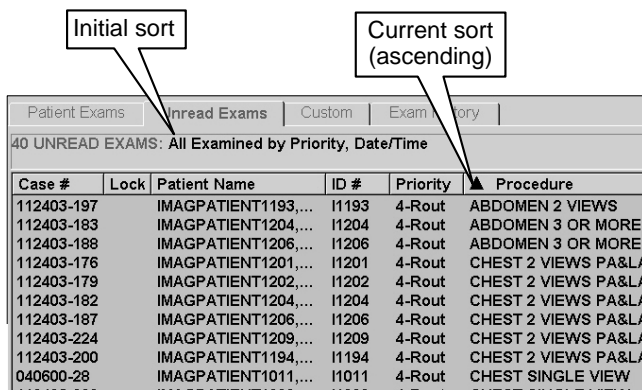 Initial sort
Current sort
(ascending)
Patient Exams Unread Exams Custom Exam
40 UNREAD EXAMS: All Examined by Priority, Date/Time
Case # Lock Patient Name ID # Priority ▲ Procedure
112403-197 IMAGPATIENT1193,... I1193 4-Rout ABDOMEN 2 VIEWS
112403-183 IMAGPATIENT1204,... I1204 4-Rout ABDOMEN 3 OR MORE
112403-188 IMAGPATIENT1206,... I1206 4-Rout ABDOMEN 3 OR MORE
112403-176 IMAGPATIENT1201,... I1201 4-Rout CHEST 2 VIEWS PA&LA
112403-179 IMAGPATIENT1202,... I1202 4-Rout CHEST 2 VIEWS PA&LA
112403-182 IMAGPATIENT1204,... I1204 4-Rout CHEST 2 VIEWS PA&LA
112403-187 IMAGPATIENT1206,... I1206 4-Rout CHEST 2 VIEWS PA&LA
112403-224 IMAGPATIENT1209,... I1209 4-Rout CHEST 2 VIEWS PA&LA
112403-200 IMAGPATIENT1194,... I1194 4-Rout CHEST 2 VIEWS PA&LA
040600-28 IMAGPATIENT1011,... I1011 4-Rout CHEST SINGLE VIEW